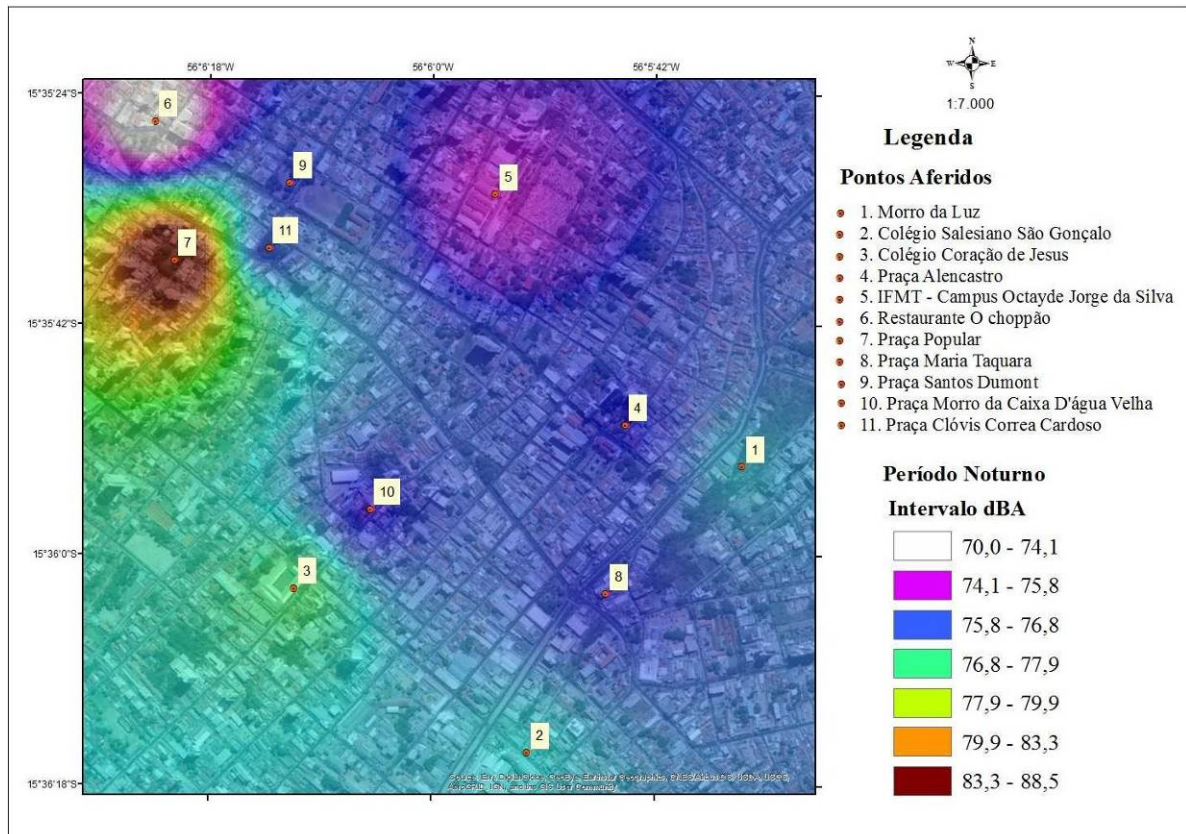 56°6'18"W 56°6'0"W 56°5'42"W
15°35'24"S
15°35'42"S
15°36'0"S
15°36'18"S
6
9
5
11
7
4
1
10
3
8
2
N
W E
S
1:7.000
Legenda
Pontos Aferidos
1. Morro da Luz
2. Colégio Salesiano São Gonçalo
3. Colégio Coração de Jesus
4. Praça Alencastro
5. IFMT - Campus Octayde Jorge da Silva
6. Restaurante O choppão
7. Praça Popular
8. Praça Maria Taquara
9. Praça Santos Dumont
10. Praça Morro da Caixa D'água Velha
11. Praça Clóvis Correa Cardoso
Período Noturno
Intervalo dBA
70,0 - 74,1
74,1 - 75,8
75,8 - 76,8
76,8 - 77,9
77,9 - 79,9
79,9 - 83,3
83,3 - 88,5